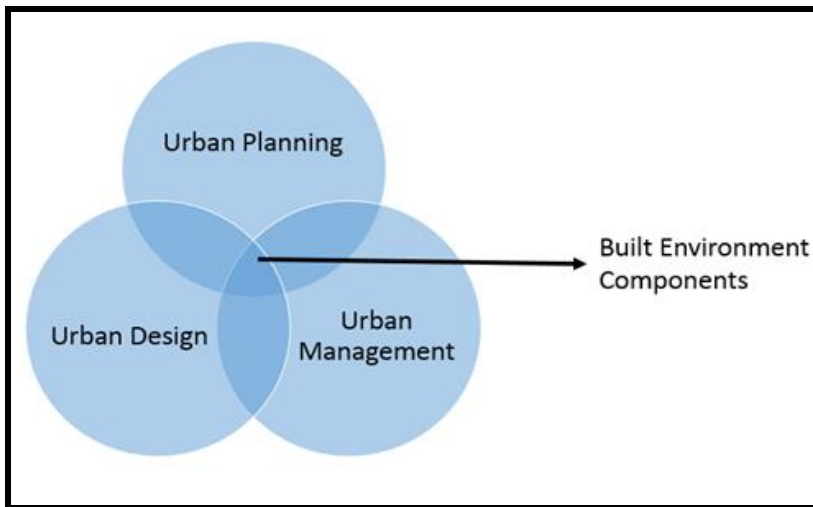 Urban Planning
Built Environment
Components
Urban Design
Urban
Management